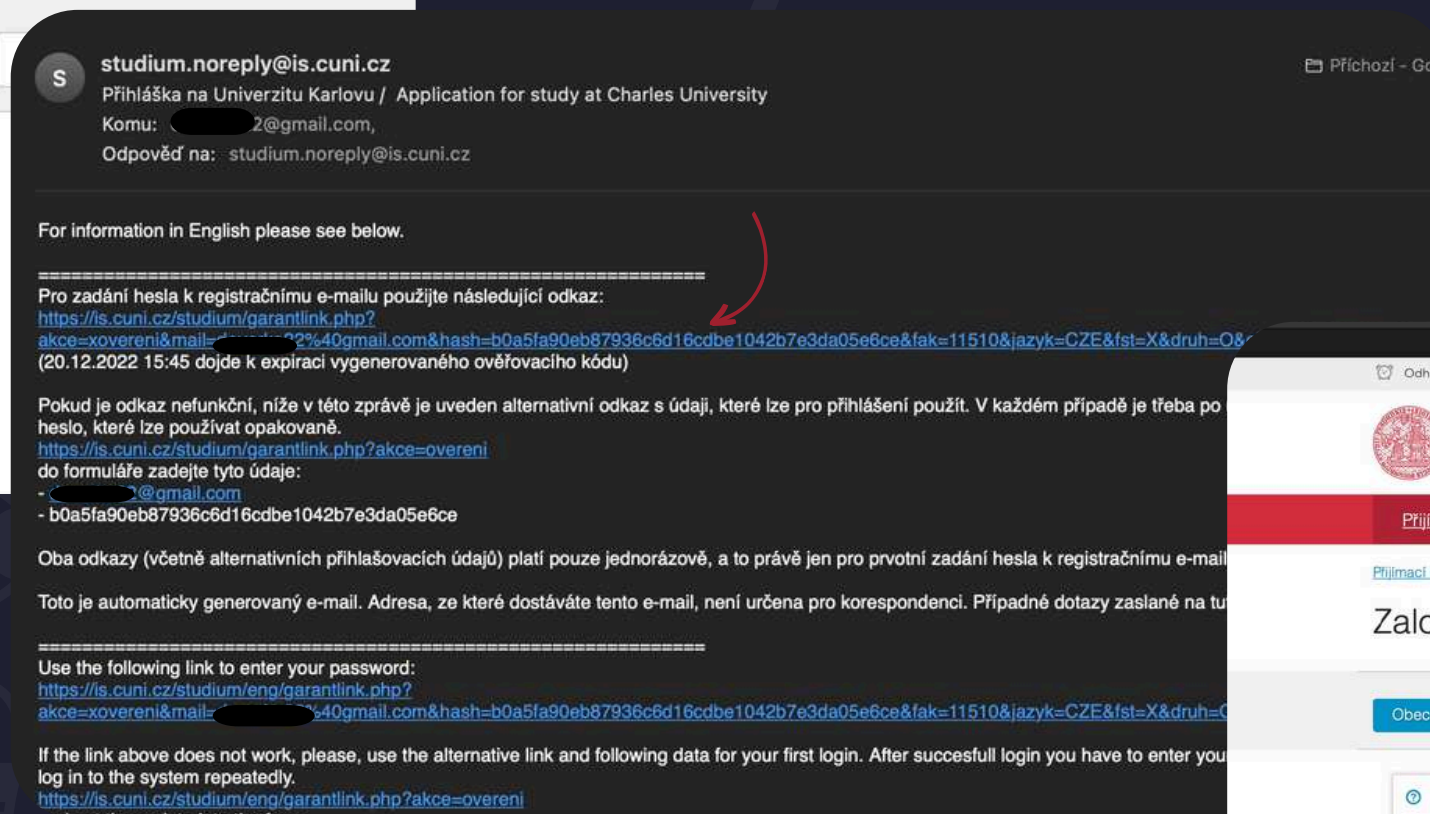 S
studium.noreply@is.cuni.cz
Příchozí - Go
Přihláška na Univerzitu Karlovu / Application for study at Charles University
Komu: 2@gmail.com,
Odpověď na: studium.noreply@is.cuni.cz
For information in English please see below.
=============================================================
Pro zadání hesla k registračnímu e-mailu použijte následující odkaz:
https://is.cuni.cz/studium/garantlink.php?
akce=xovereni&mail= 2%40gmail.com&hash=b0a5fa90eb87936c6d16cdbe1042b7e3da05e6ce&fak=11510&jazyk=CZE&fst=X&druh=O&
(20.12.2022 15:45 dojde k expiraci vygenerovaného ověřovacího kódu)
Pokud je odkaz nefunkční, níže v této zprávě je uveden alternativní odkaz s údaji, které lze pro přihlášení použít. V každém případě je třeba po
heslo, které lze používat opakovaně.
https://is.cuni.cz/studium/garantlink.php?akce=overeni
do formuláře zadejte tyto údaje:
- 2@gmail.com
- b0a5fa90eb87936c6d16cdbe1042b7e3da05e6ce
Oba odkazy (včetně alternativních přihlašovacích údajů) platí pouze jednorázově, a to právě jen pro prvotní zadání hesla k registračnímu e-mail
Toto je automaticky generovaný e-mail. Adresa, ze které dostáváte tento e-mail, není určena pro korespondenci. Případné dotazy zaslané na tu
=============================================================
Use the following link to enter your password:
https://is.cuni.cz/studium/eng/garantlink.php?
akce=xovereni&mail= %40gmail.com&hash=b0a5fa90eb87936c6d16cdbe1042b7e3da05e6ce&fak=11510&jazyk=CZE&fst=X&druh=
If the link above does not work, please, use the alternative link and following data for your first login. After succesfull login you have to enter you
log in to the system repeatedly.
https://is.cuni.cz/studium/eng/garantlink.php?akce=overeni
Odh
Přijí
Přijímací
Zalo
Obec